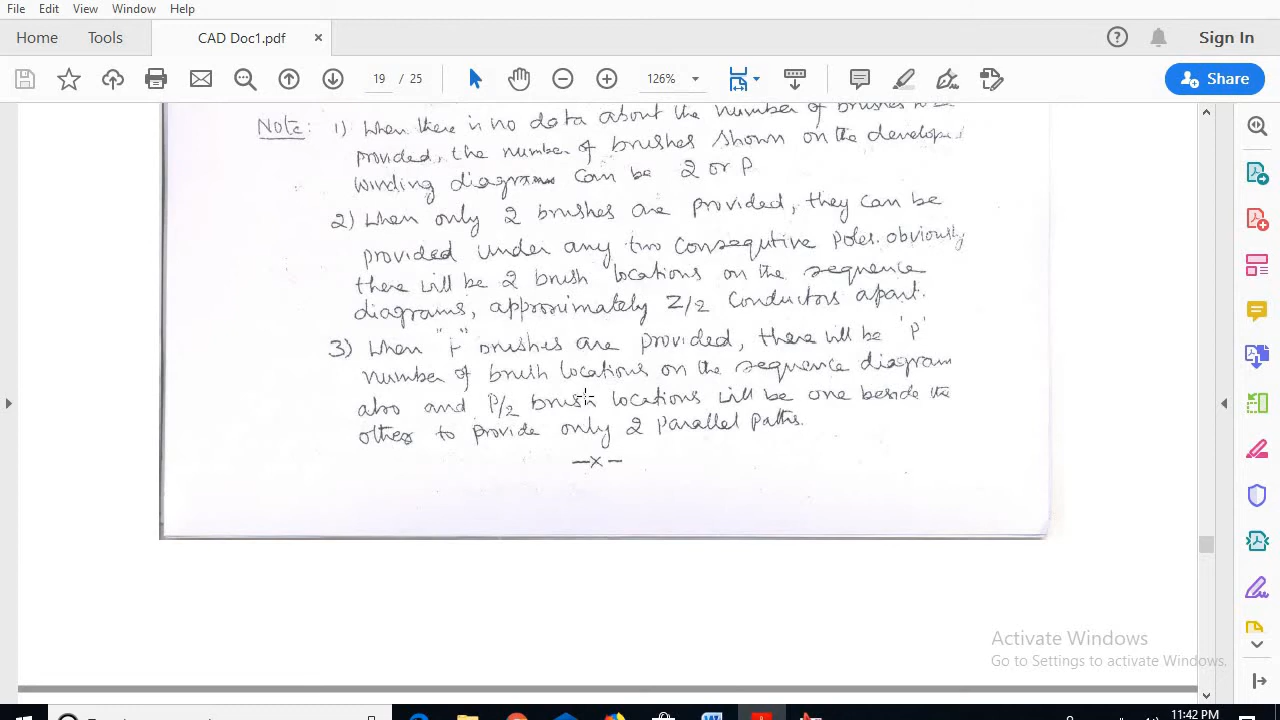 File Edit View Window Help
Home Tools CAD Doc1.pdf × Sign In
19 / 25 126% Share
Note: 1) When there is no data about the number of brushes
provided, the number of brushes shown on the developed
winding diagram can be 2 or P
2) When only 2 brushes are provided, they can be
provided under any two consequtive poles. obviously
there will be 2 brush locations on the sequence
diagrams, approximately Z/2 conductors apart.
3) When "P" brushes are provided, there will be 'P'
number of brush locations on the sequence diagram
also and P/2 brush locations will be one beside the
other to provide only 2 parallel paths.
—x—
Activate Windows
Go to Settings to activate Windows.
11:42 PM